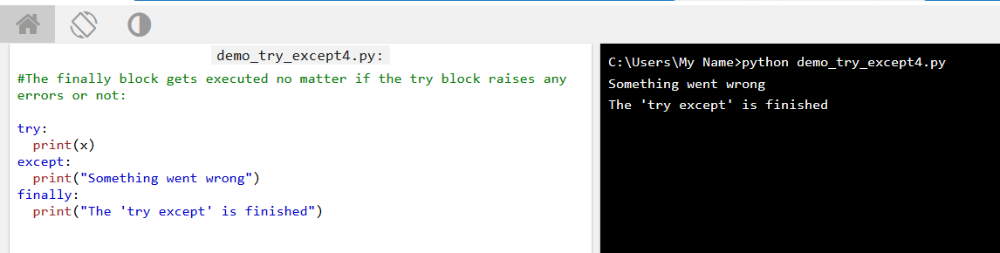 demo_try_except4.py:
#The finally block gets executed no matter if the try block raises any
errors or not:
try:
  print(x)
except:
  print("Something went wrong")
finally:
  print("The 'try except' is finished")
C:\Users\My Name>python demo_try_except4.py
Something went wrong
The 'try except' is finished